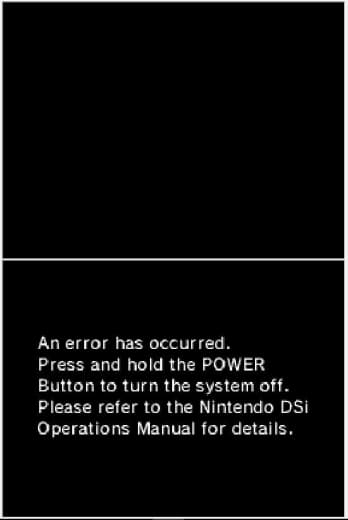 An error has occurred.
Press and hold the POWER
Button to turn the system off.
Please refer to the Nintendo DSi
Operations Manual for details.